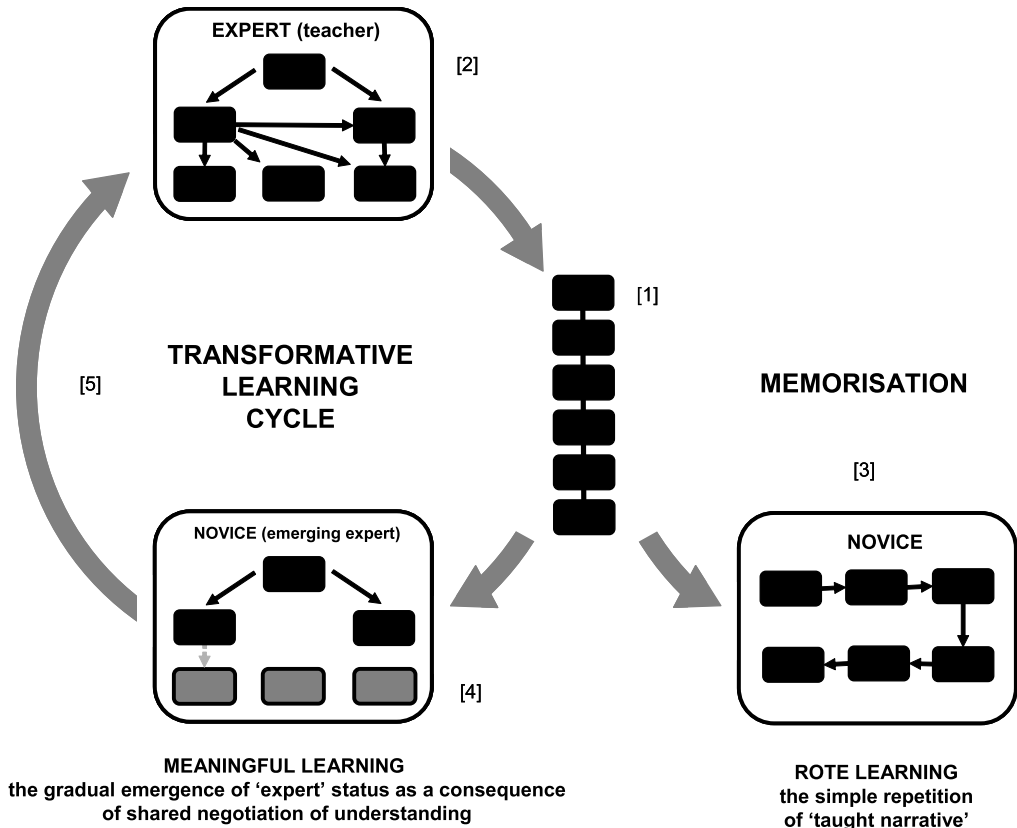 EXPERT (teacher)
[2]
[1]
TRANSFORMATIVE
LEARNING
CYCLE
[5]
MEMORISATION
[3]
NOVICE (emerging expert)
[4]
NOVICE
MEANINGFUL LEARNING
the gradual emergence of ‘expert’ status as a consequence
of shared negotiation of understanding
ROTE LEARNING
the simple repetition
of ‘taught narrative’